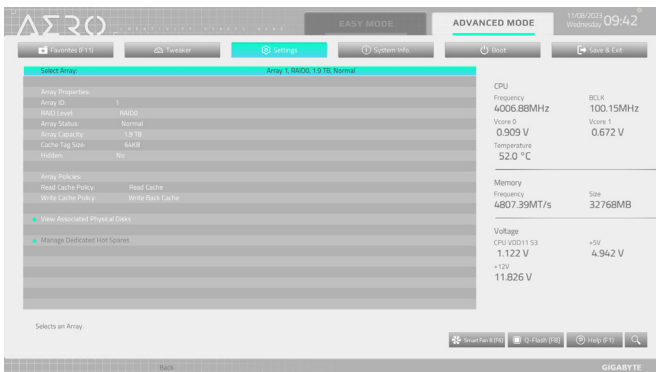 AERO
EASY MODE
ADVANCED MODE
11/08/2023
Wednesday 09:42
Favorites (F11)
Tweaker
Settings
System Info.
Boot
Save & Exit
Select Array:
Array 1, RAID0, 1.9 TB, Normal
Array Properties:
Array ID:
1
RAID Level:
RAID0
Array Status:
Normal
Array Capacity:
1.9 TB
Cache Tag Size:
64KB
Hidden:
No
Array Policies:
Read Cache Policy:
Read Cache
Write Cache Policy:
Write Back Cache
View Associated Physical Disks
Manage Dedicated Hot Spares
CPU
Frequency
BCLK
4006.88MHz
100.15MHz
Vcore 0
Vcore 1
0.909 V
0.672 V
Temperature
52.0 °C
Memory
Frequency
Size
4807.39MT/s
32768MB
Voltage
CPU VDD11 S3
+5V
1.122 V
4.942 V
+12V
11.826 V
Selects an Array.
Smart Fan 6 [F6]
Q-Flash [F8]
Help (F1)
Back
GIGABYTE